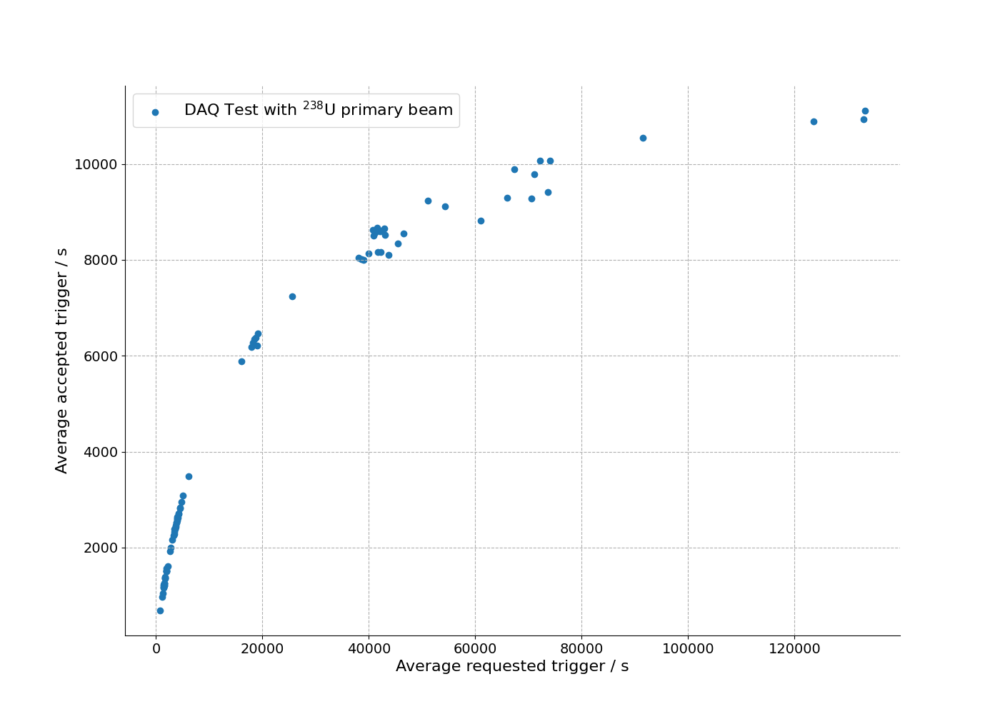 DAQ Test with ²³⁸U primary beam
10000
8000
6000
4000
2000
Average accepted trigger / s
0 20000 40000 60000 80000 100000 120000
Average requested trigger / s